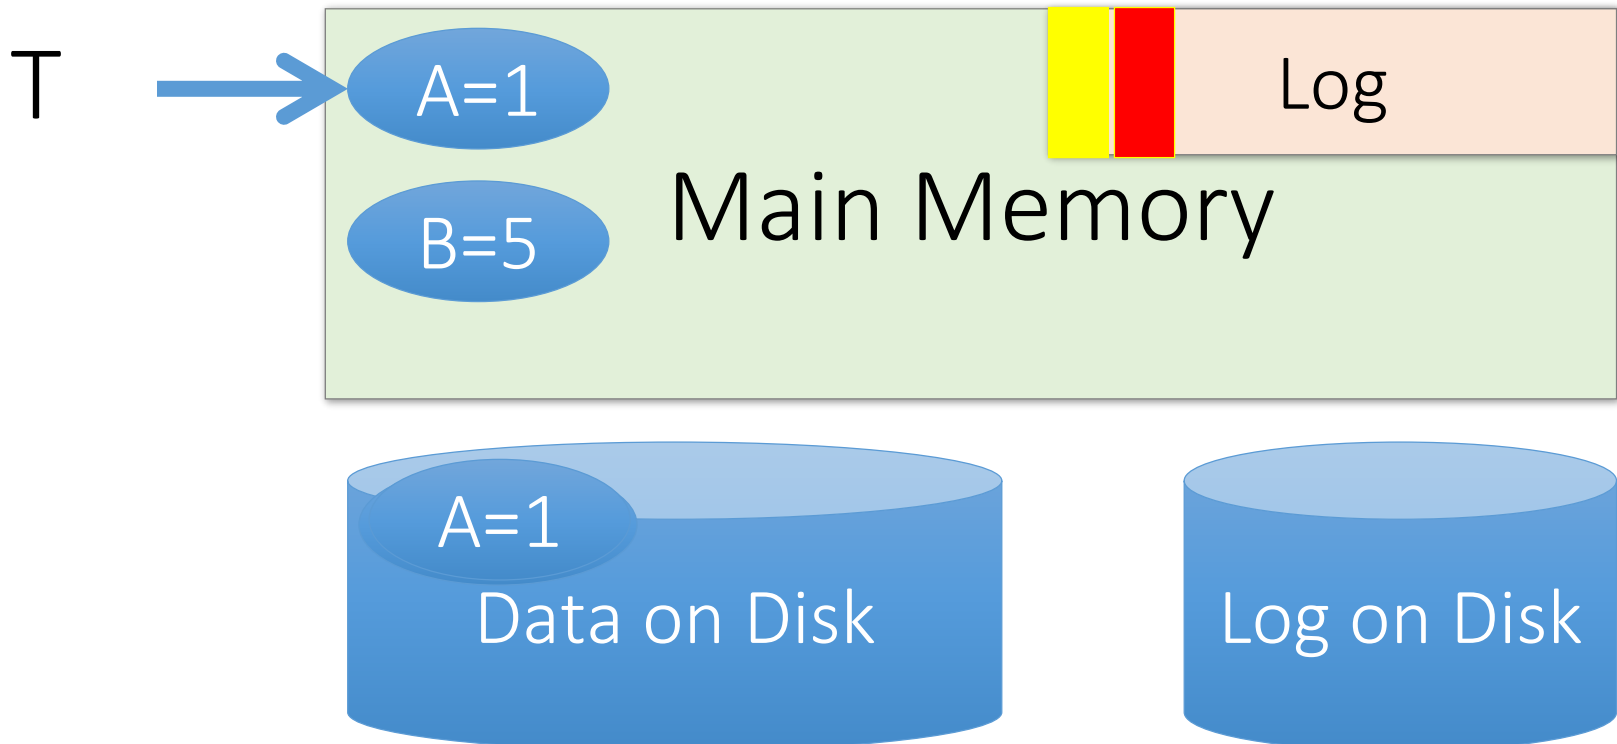 T
A=1
Log
B=5
Main Memory
A=1
Data on Disk
Log on Disk